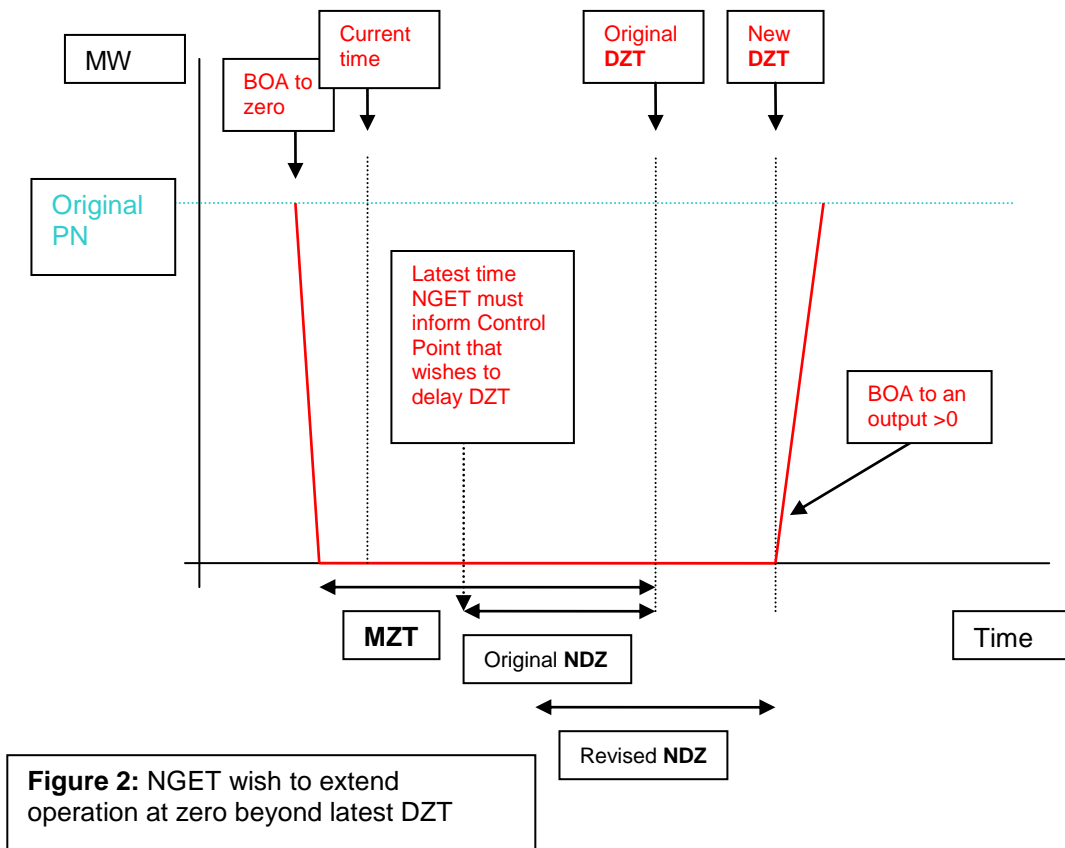 MW
BOA to
zero
Current
time
Original
DZT
New
DZT
Original
PN
Latest time
NGET must
inform Control
Point that
wishes to
delay DZT
BOA to an
output >0
MZT
Time
Original NDZ
Revised NDZ
Figure 2: NGET wish to extend
operation at zero beyond latest DZT